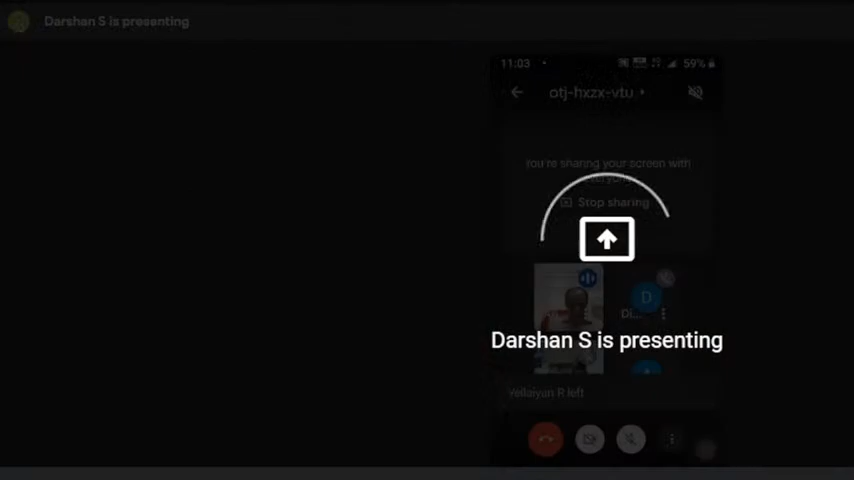 Darshan S is presenting
11:03
59%
otj-hxzx-vtu
You're sharing your screen with
Stop sharing
D
Di...
Darshan S is presenting
Vellaiyan R left